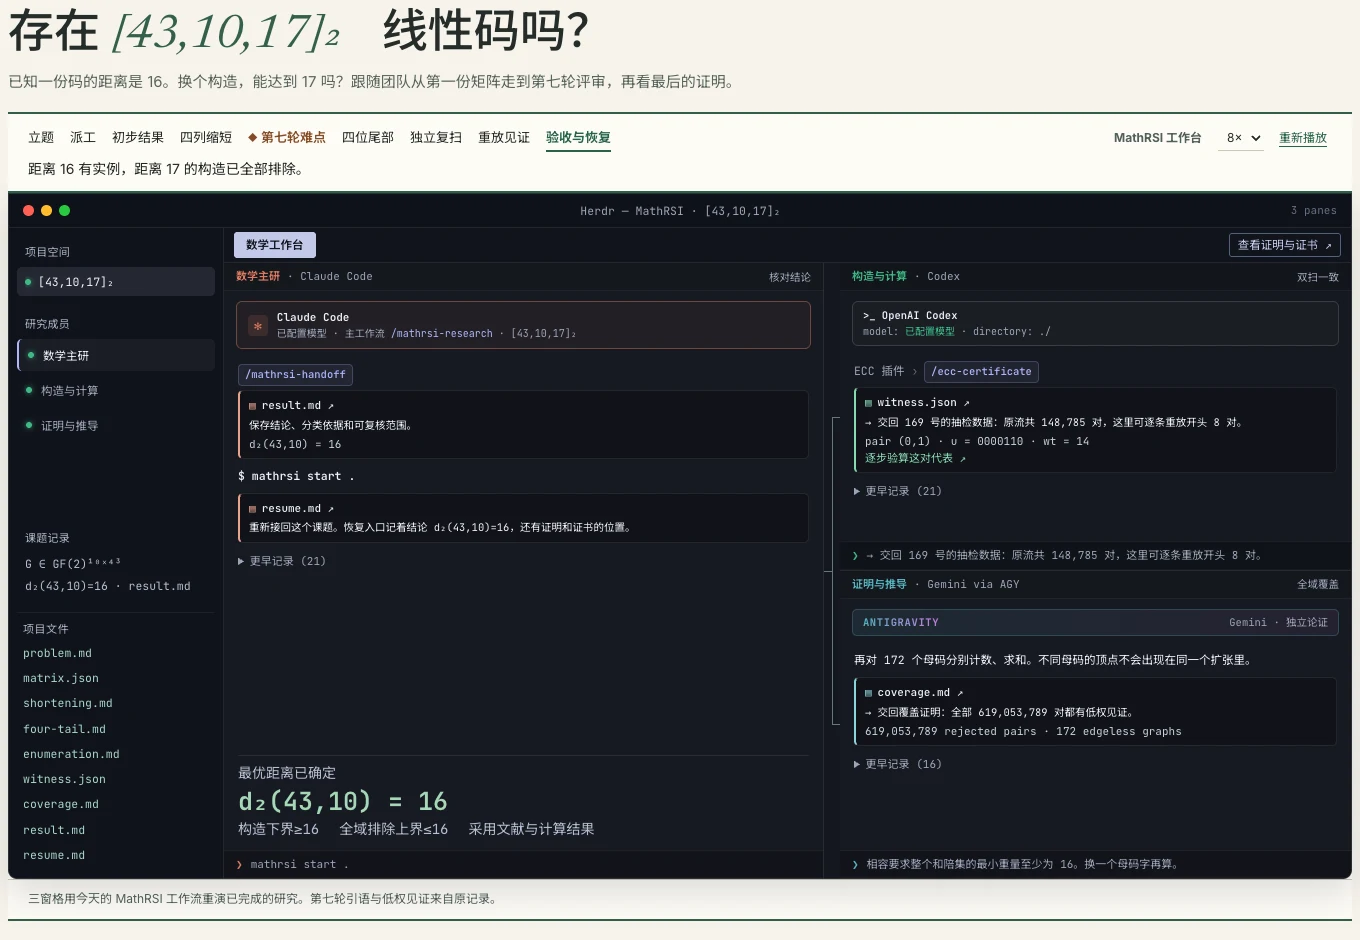 存在 [43,10,17]₂ 线性码吗？
已知一份码的距离是 16。换个构造，能达到 17 吗？跟随团队从第一份矩阵走到第七轮评审，再看最后的证明。
立题 派工 初步结果 四列缩短 ◆ 第七轮难点 四位尾部 独立复扫 重放见证 验收与恢复
MathRSI 工作台 8× 重新播放
距离 16 有实例，距离 17 的构造已全部排除。
Herdr — MathRSI · [43,10,17]₂
3 panes
项目空间
[43,10,17]₂
研究成员
数学主研
构造与计算
证明与推导
课题记录
G ∈ GF(2)¹⁰ˣ⁴³
d₂(43,10)=16 · result.md
项目文件
problem.md
matrix.json
shortening.md
four-tail.md
enumeration.md
witness.json
coverage.md
result.md
resume.md
数学工作台
查看证明与证书 ↗
数学主研 · Claude Code
核对结论
Claude Code
已配置模型 · 主工作流 /mathrsi-research · [43,10,17]₂
/mathrsi-handoff
result.md ↗
保存结论、分类依据和可复核范围。
d₂(43,10) = 16
$ mathrsi start .
resume.md ↗
重新接回这个课题。恢复入口记着结论 d₂(43,10)=16，还有证明和证书的位置。
▶ 更早记录 (21)
最优距离已确定
d₂(43,10) = 16
构造下界≥16 全域排除上界≤16 采用文献与计算结果
❯ mathrsi start .
构造与计算 · Codex
双扫一致
>_ OpenAI Codex
model: 已配置模型 · directory: ./
ECC 插件 › /ecc-certificate
witness.json ↗
→ 交回 169 号的抽检数据：原流共 148,785 对，这里可逐条重放开头 8 对。
pair (0,1) · u = 0000110 · wt = 14
逐步验算这对代表 ↗
▶ 更早记录 (21)
❯ → 交回 169 号的抽检数据：原流共 148,785 对，这里可逐条重放开头 8 对。
证明与推导 · Gemini via AGY
全域覆盖
ANTIGRAVITY
Gemini · 独立论证
再对 172 个母码分别计数、求和。不同母码的顶点不会出现在同一个扩张里。
coverage.md ↗
→ 交回覆盖证明：全部 619,053,789 对都有低权见证。
619,053,789 rejected pairs · 172 edgeless graphs
▶ 更早记录 (16)
❯ 相容要求整个和陪集的最小重量至少为 16。换一个母码字再算。
三窗格用今天的 MathRSI 工作流重演已完成的研究。第七轮引语与低权见证来自原记录。